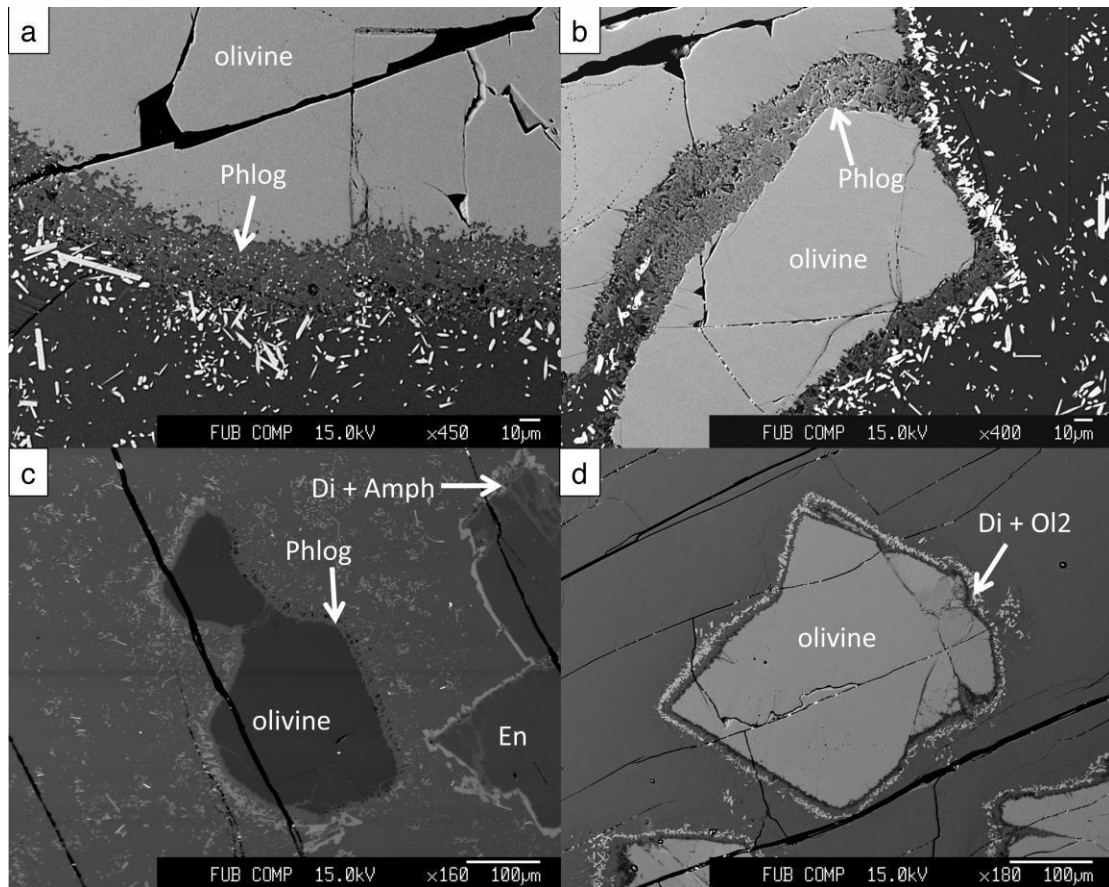 a
olivine
Phlog
FUB COMP 15.0kV ×450 10µm
b
Phlog
olivine
FUB COMP 15.0kV ×400 10µm
c
Di + Amph
Phlog
olivine
En
FUB COMP 15.0kV ×160 100µm
d
Di + Ol2
olivine
FUB COMP 15.0kV ×180 100µm